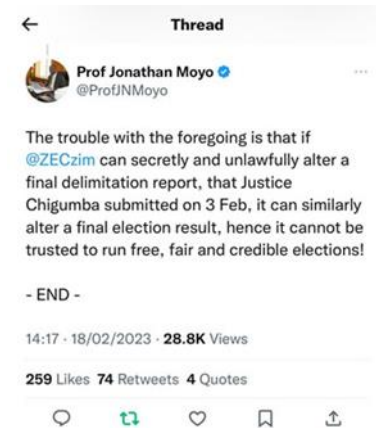 Thread
Prof Jonathan Moyo
@ProfJNMoyo
The trouble with the foregoing is that if
@ZECzim can secretly and unlawfully alter a
final delimitation report, that Justice
Chigumba submitted on 3 Feb, it can similarly
alter a final election result, hence it cannot be
trusted to run free, fair and credible elections!
- END -
14:17 · 18/02/2023 · 28.8K Views
259 Likes 74 Retweets 4 Quotes